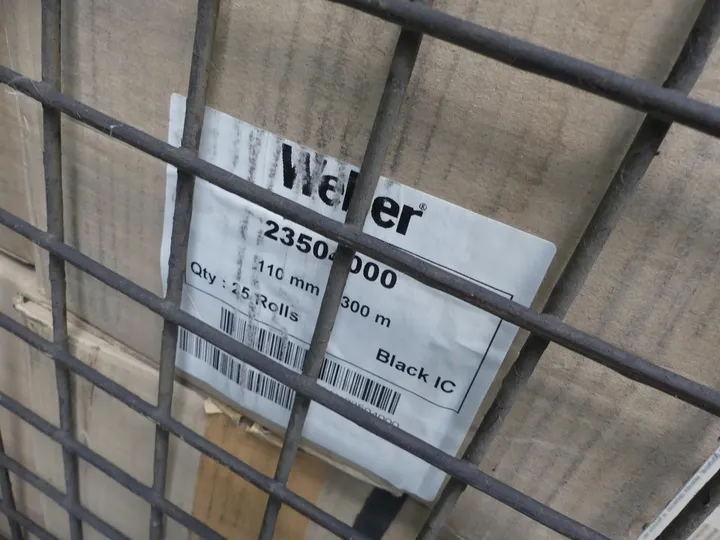 Weber®
23504000
110 mm 300 m
Qty : 25 Rolls
Black IC